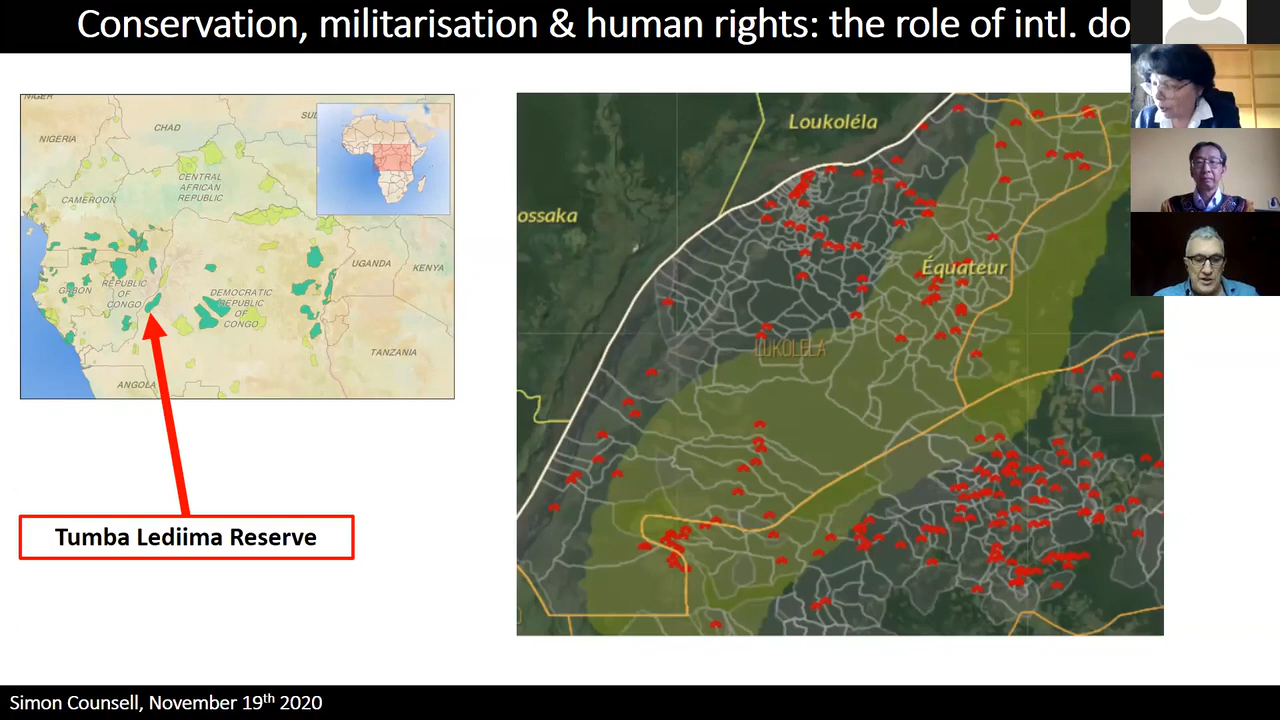 Conservation, militarisation & human rights: the role of intl. do
NIGER
CHAD
SU
NIGERIA
CENTRAL
AFRICAN
REPUBLIC
CAMEROON
UGANDA
KENYA
GABON
REPUBLIC
OF
CONGO
DEMOCRATIC
REPUBLIC
OF
CONGO
TANZANIA
ANGOLA
Tumba Lediima Reserve
Loukoléla
ossaka
Équateur
LUKOLELA
Simon Counsell, November 19th 2020